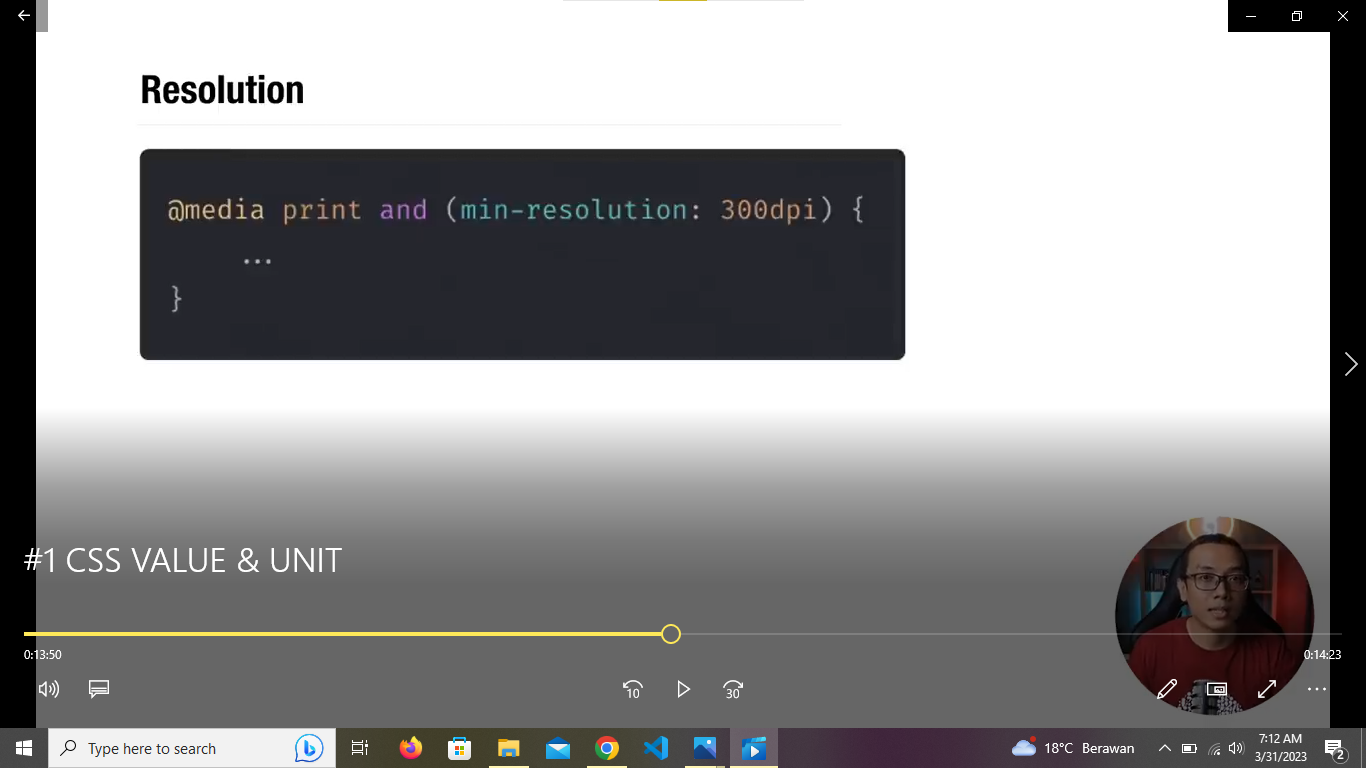 Resolution
@media print and (min-resolution: 300dpi) {
...
}
#1 CSS VALUE & UNIT
0:13:50
0:14:23
10
30
Type here to search
18°C Berawan
7:12 AM
3/31/2023
2